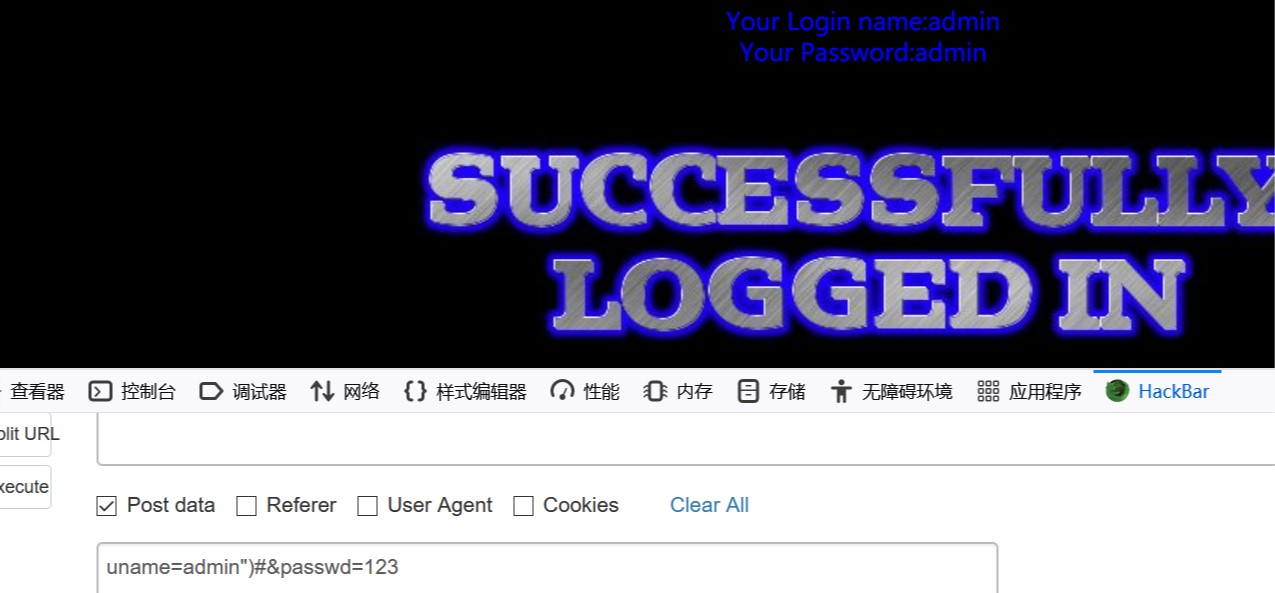 Your Login name:admin
Your Password:admin
SUCCESSFULLY
LOGGED IN
查看器 控制台 调试器 网络 样式编辑器 性能 内存 存储 无障碍环境 应用程序 HackBar
plit URL
xecute
Post data Referer User Agent Cookies Clear All
uname=admin")#&passwd=123